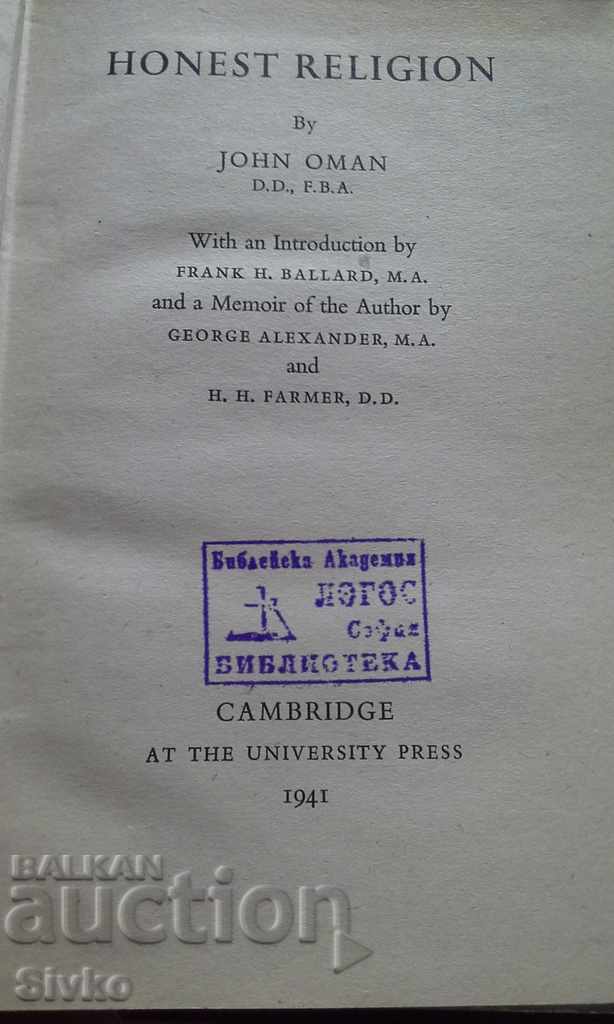 HONEST RELIGION
By
JOHN OMAN
D.D., F.B.A.
With an Introduction by
FRANK H. BALLARD, M.A.
and a Memoir of the Author by
GEORGE ALEXANDER, M.A.
and
H. H. FARMER, D.D.
Библейска Академия
ЛОГОС
София
БИБЛИОТЕКА
CAMBRIDGE
AT THE UNIVERSITY PRESS
1941
BALKAN
auction
Sivko